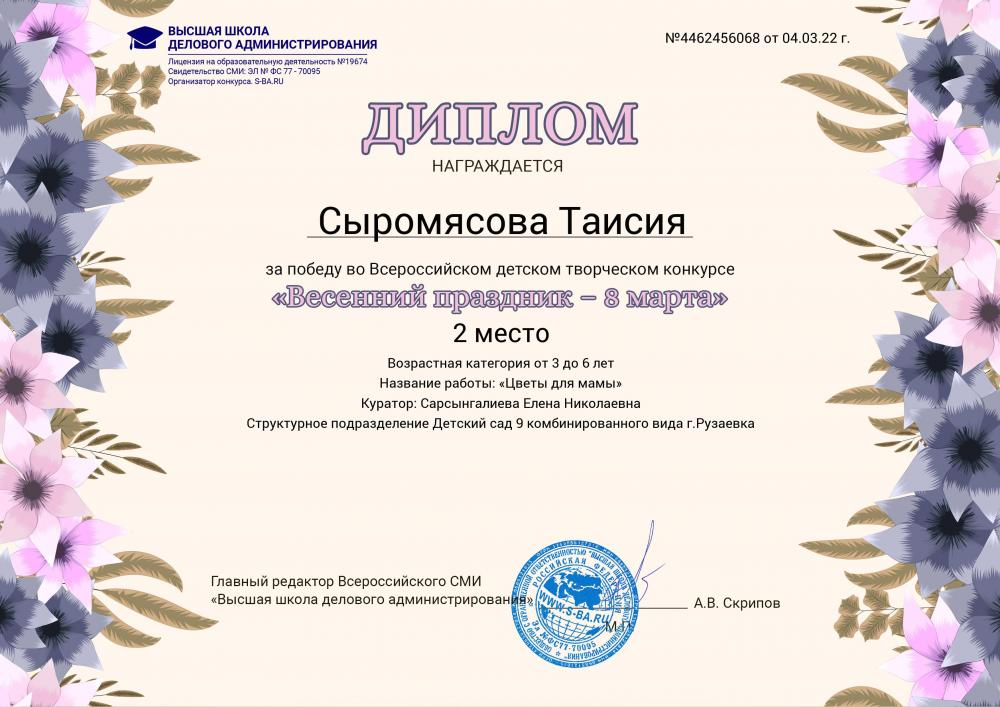 ВЫСШАЯ ШКОЛА
ДЕЛОВОГО АДМИНИСТРИРОВАНИЯ
Лицензия на образовательную деятельность №19674
Свидетельство СМИ: ЭЛ № ФС 77 - 70095
Организатор конкурса. S-BA.RU
№4462456068 от 04.03.22 г.
ДИПЛОМ
НАГРАЖДАЕТСЯ
Сыромясова Таисия
за победу во Всероссийском детском творческом конкурсе
«Весенний праздник – 8 марта»
2 место
Возрастная категория от 3 до 6 лет
Название работы: «Цветы для мамы»
Куратор: Сарсынгалиева Елена Николаевна
Структурное подразделение Детский сад 9 комбинированного вида г.Рузаевка
Главный редактор Всероссийского СМИ
«Высшая школа делового администрирования»
А.В. Скрипов
М.П.
РОССИЙСКАЯ ФЕДЕРАЦИЯ
WWW.S-BA.RU